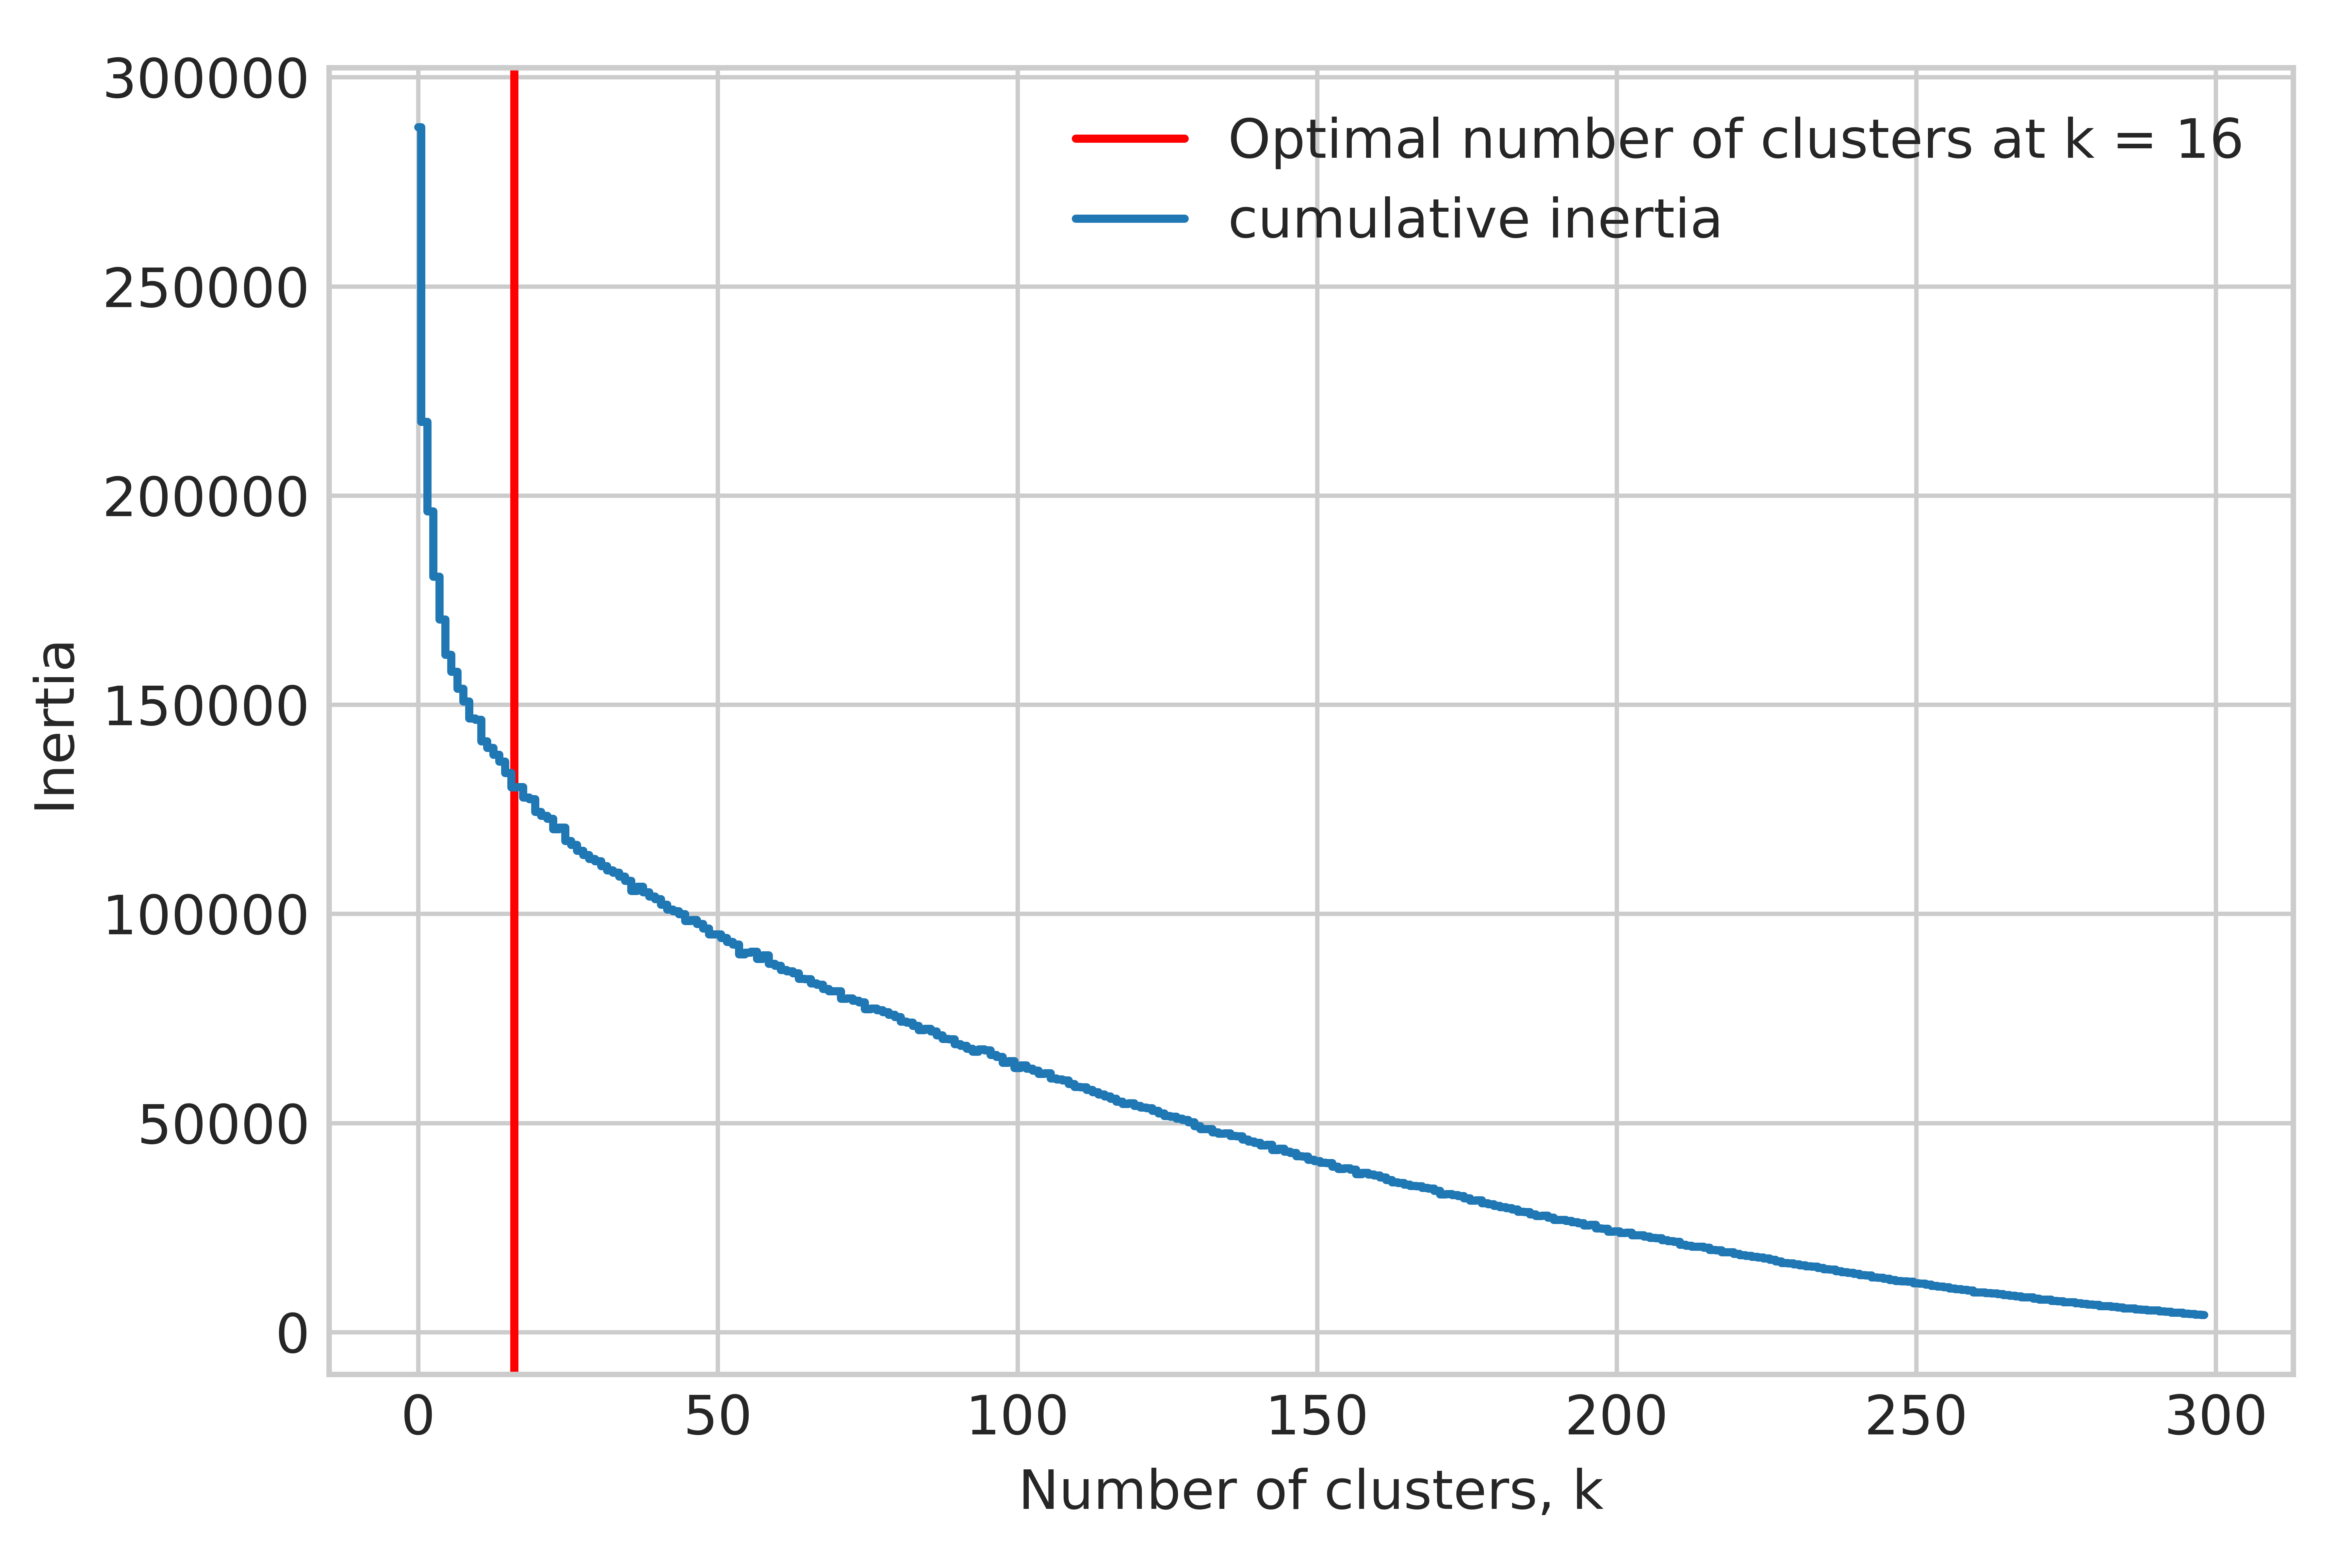 300000
250000
200000
150000
100000
50000
0
Inertia
Optimal number of clusters at k = 16
cumulative inertia
0 50 100 150 200 250 300
Number of clusters, k